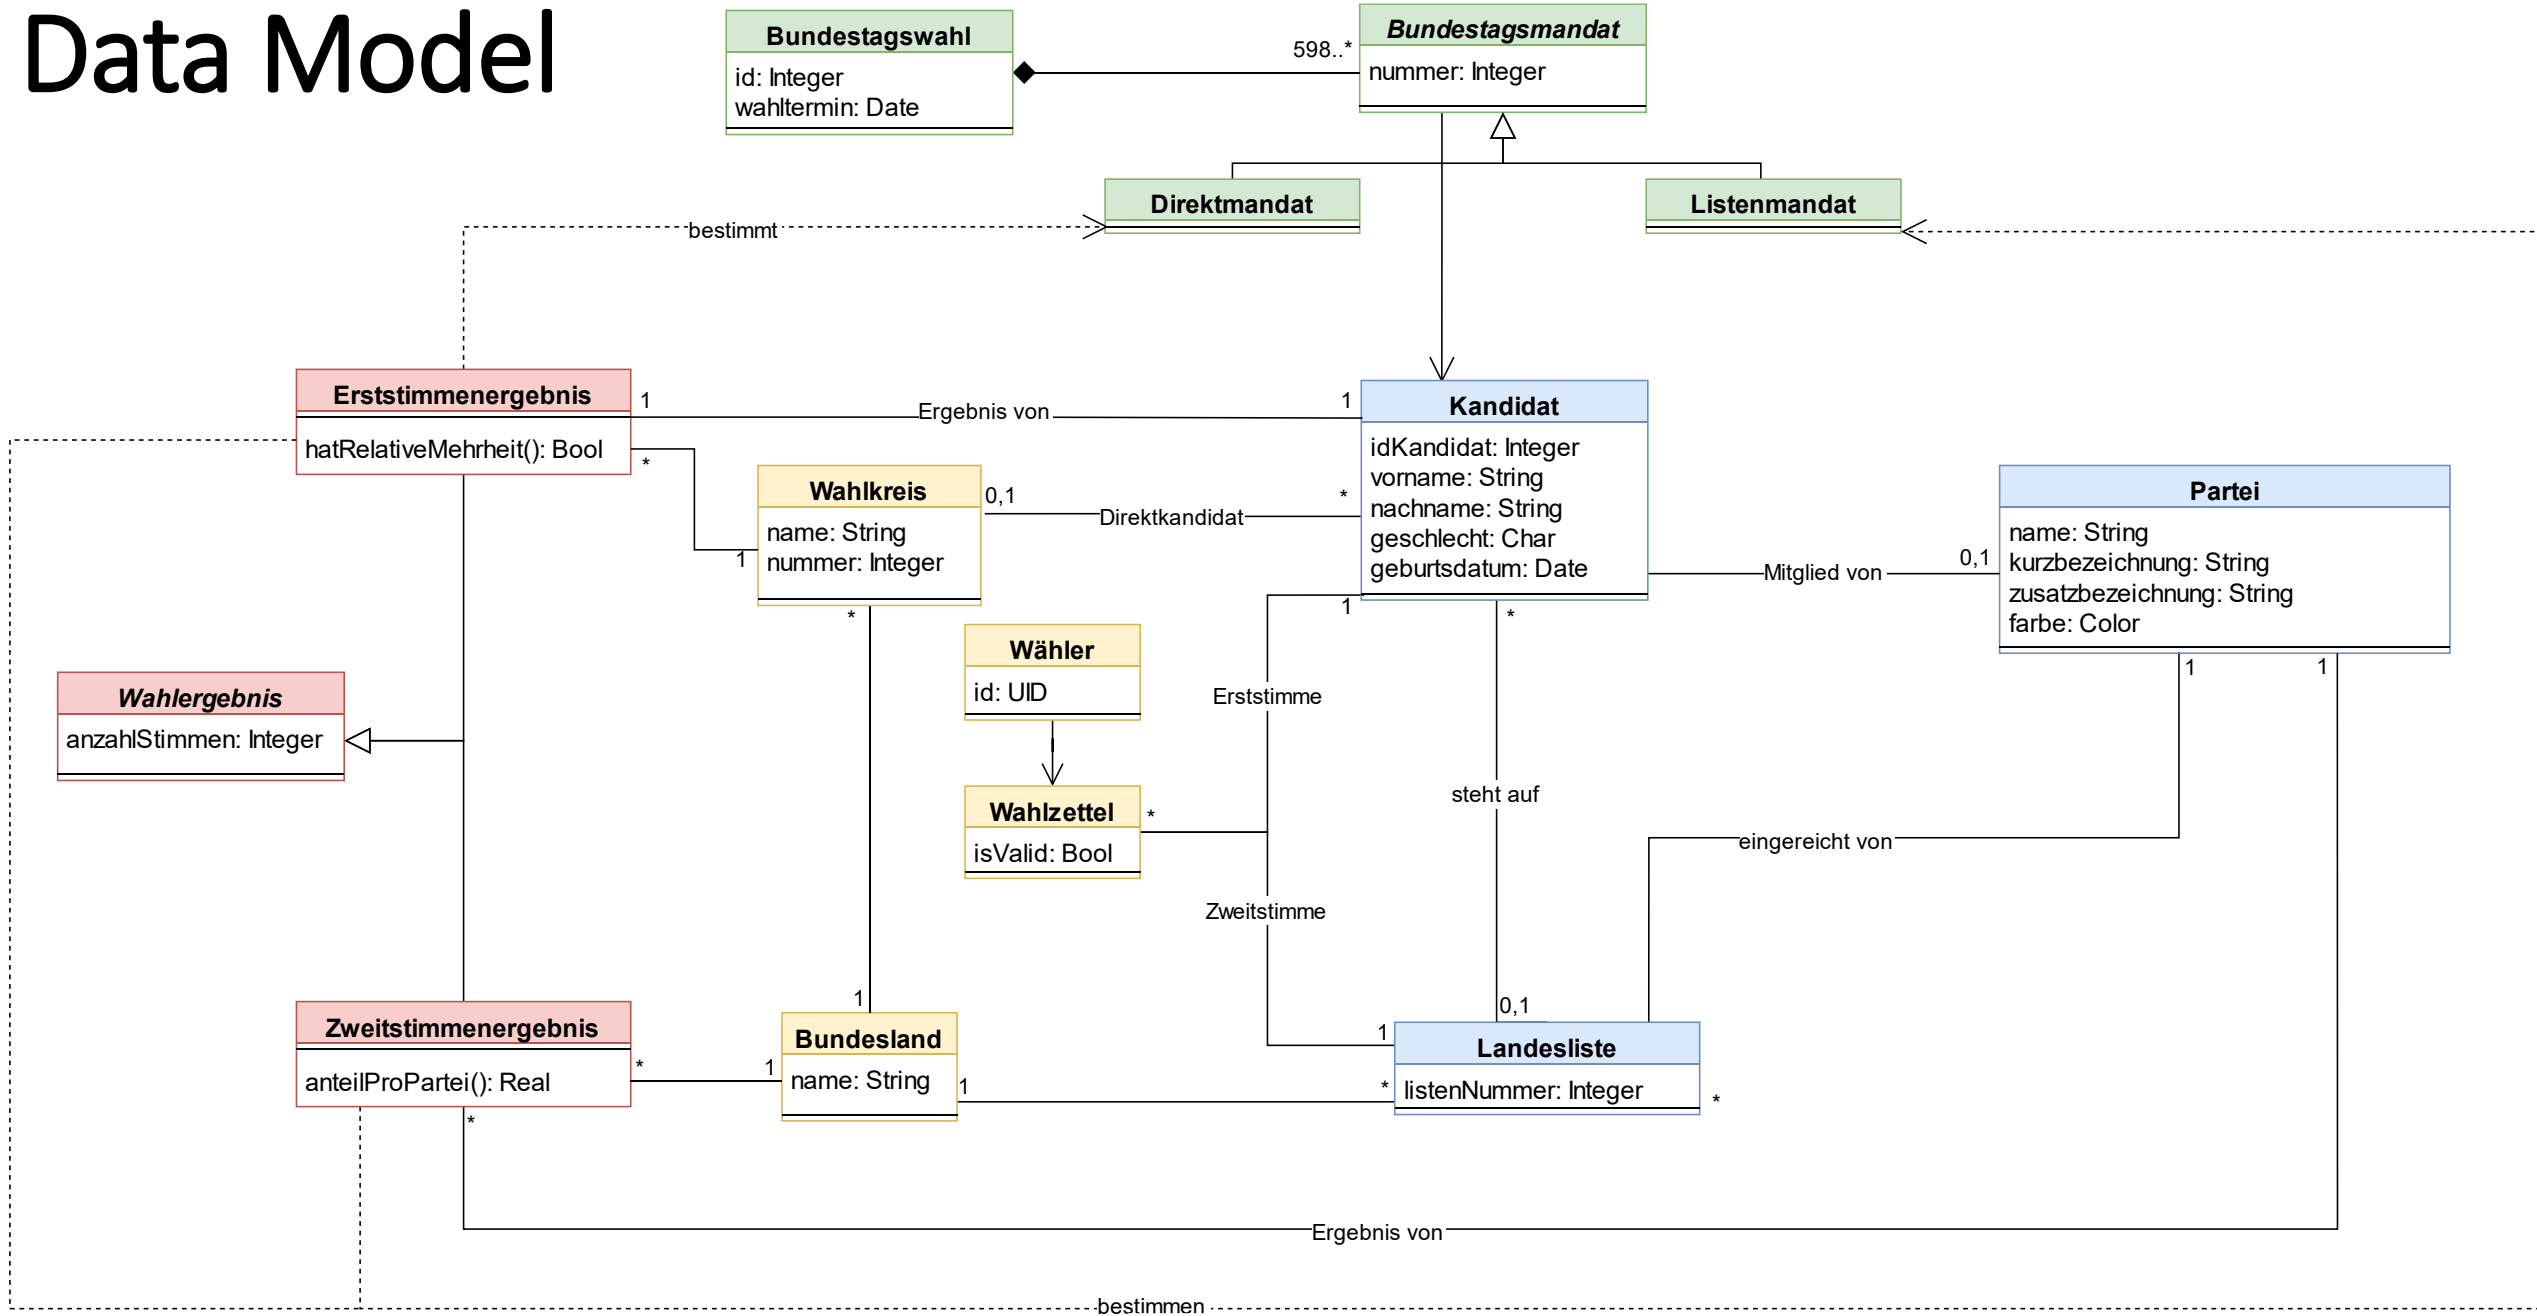 Data Model
Bundestagswahl
id: Integer
wahltermin: Date
598..*
Bundestagsmandat
nummer: Integer
Direktmandat
Listenmandat
bestimmt
Erststimmenergebnis
hatRelativeMehrheit(): Bool
1
Ergebnis von
1
*
Kandidat
idKandidat: Integer
vorname: String
nachname: String
geschlecht: Char
geburtsdatum: Date
Wahlkreis
name: String
nummer: Integer
0,1
Direktkandidat
*
1
*
Partei
name: String
kurzbezeichnung: String
zusatzbezeichnung: String
farbe: Color
Mitglied von
0,1
1
*
1
1
Wähler
id: UID
Erststimme
Wahlergebnis
anzahlStimmen: Integer
Wahlzettel
isValid: Bool
*
steht auf
eingereicht von
Zweitstimme
1
0,1
1
Zweitstimmenergebnis
anteilProPartei(): Real
*
1
Bundesland
name: String
1
*
Landesliste
listenNummer: Integer
*
*
Ergebnis von
bestimmen